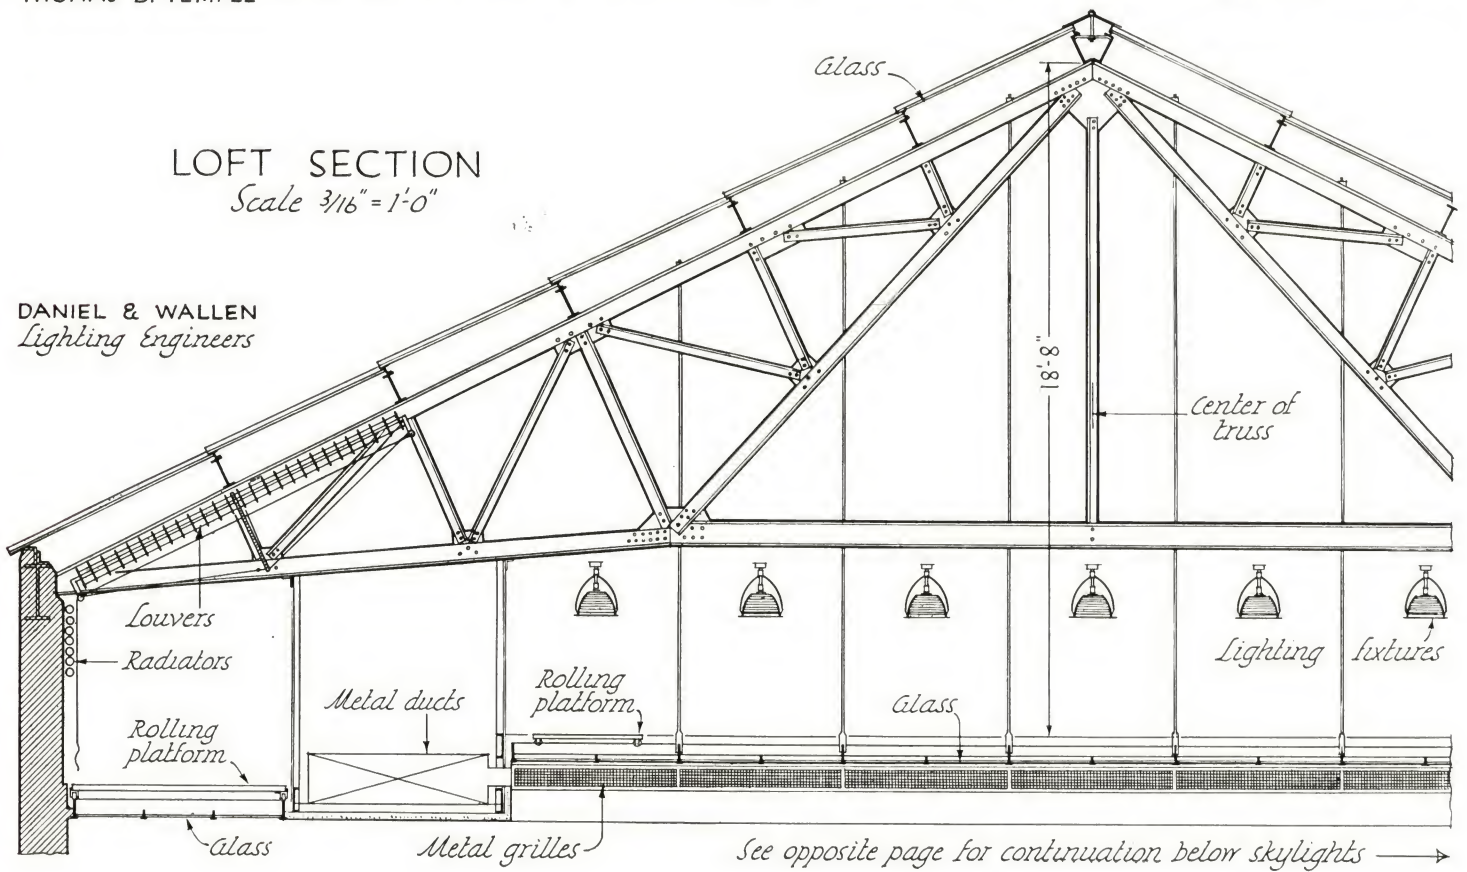 LOFT SECTION
Scale 3/16" = 1'-0"
DANIEL & WALLEN
Lighting Engineers
Glass
18'-8"
Center of
truss
Louvers
Radiators
Rolling
platform
Metal ducts
Rolling
platform
Glass
Lighting fixtures
Glass
Metal grilles
See opposite page for continuation below skylights